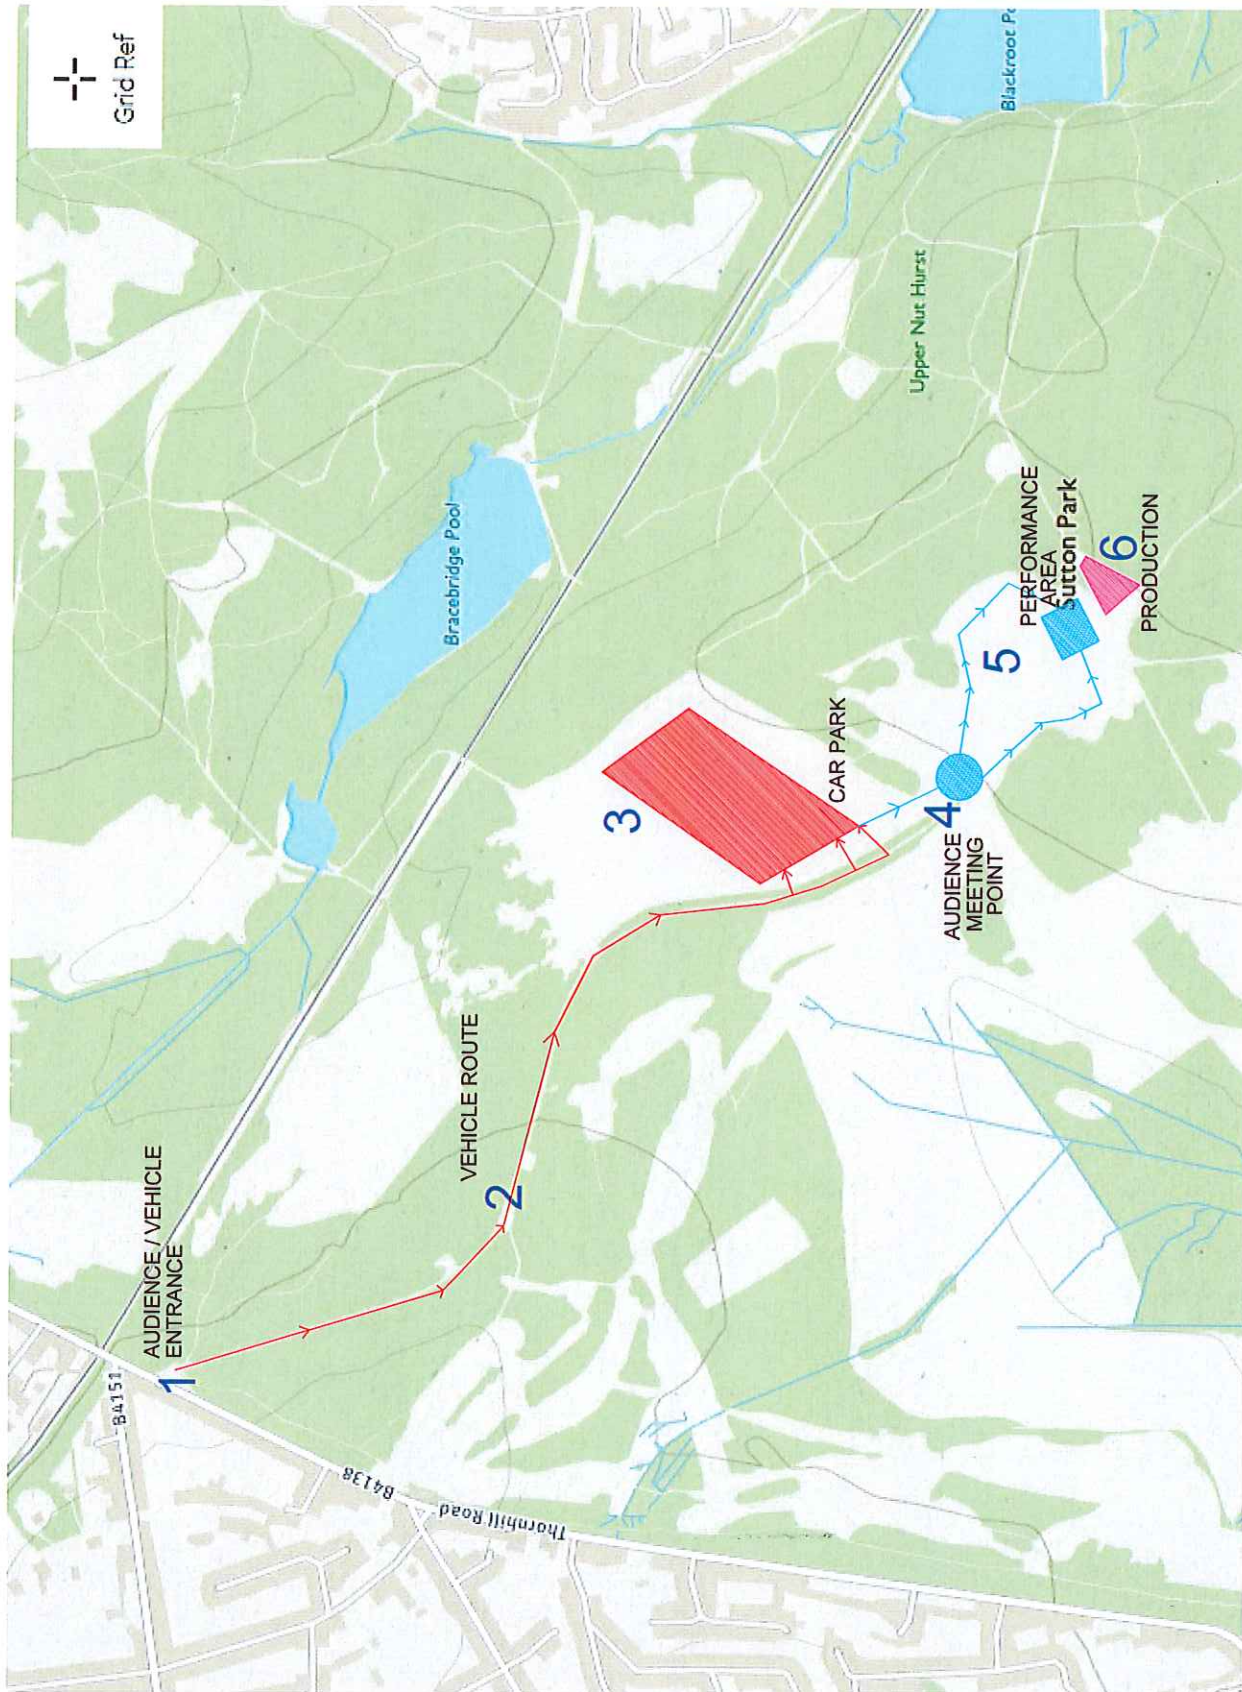 Grid Ref
B4151
1
AUDIENCE / VEHICLE
ENTRANCE
B4138
Thornhill Road
2
VEHICLE ROUTE
Bracebridge Pool
3
CAR PARK
4
AUDIENCE
MEETING
POINT
5
PERFORMANCE
AREA
Sutton Park
6
PRODUCTION
Upper Nut Hurst
Blackroot